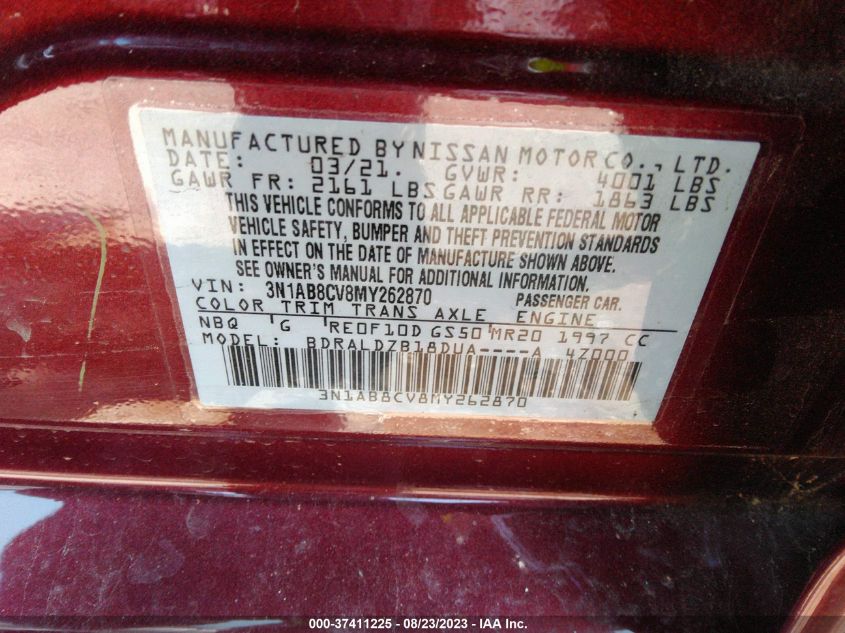 MANUFACTURED BY NISSAN MOTOR CO., LTD.
DATE: 03/21. GVWR: 4001 LBS
GAWR FR: 2161 LBS GAWR RR: 1863 LBS
THIS VEHICLE CONFORMS TO ALL APPLICABLE FEDERAL MOTOR
VEHICLE SAFETY, BUMPER AND THEFT PREVENTION STANDARDS
IN EFFECT ON THE DATE OF MANUFACTURE SHOWN ABOVE.
SEE OWNER'S MANUAL FOR ADDITIONAL INFORMATION.
VIN: 3N1AB8CV8MY262870 PASSENGER CAR.
COLOR TRIM TRANS AXLE ENGINE
NBQ G RE0F10D GS50 MR20 1997 CC
MODEL: BDRALDZB18DUA----A 4Z000
3N1AB8CV8MY262870
000-37411225 - 08/23/2023 - IAA Inc.